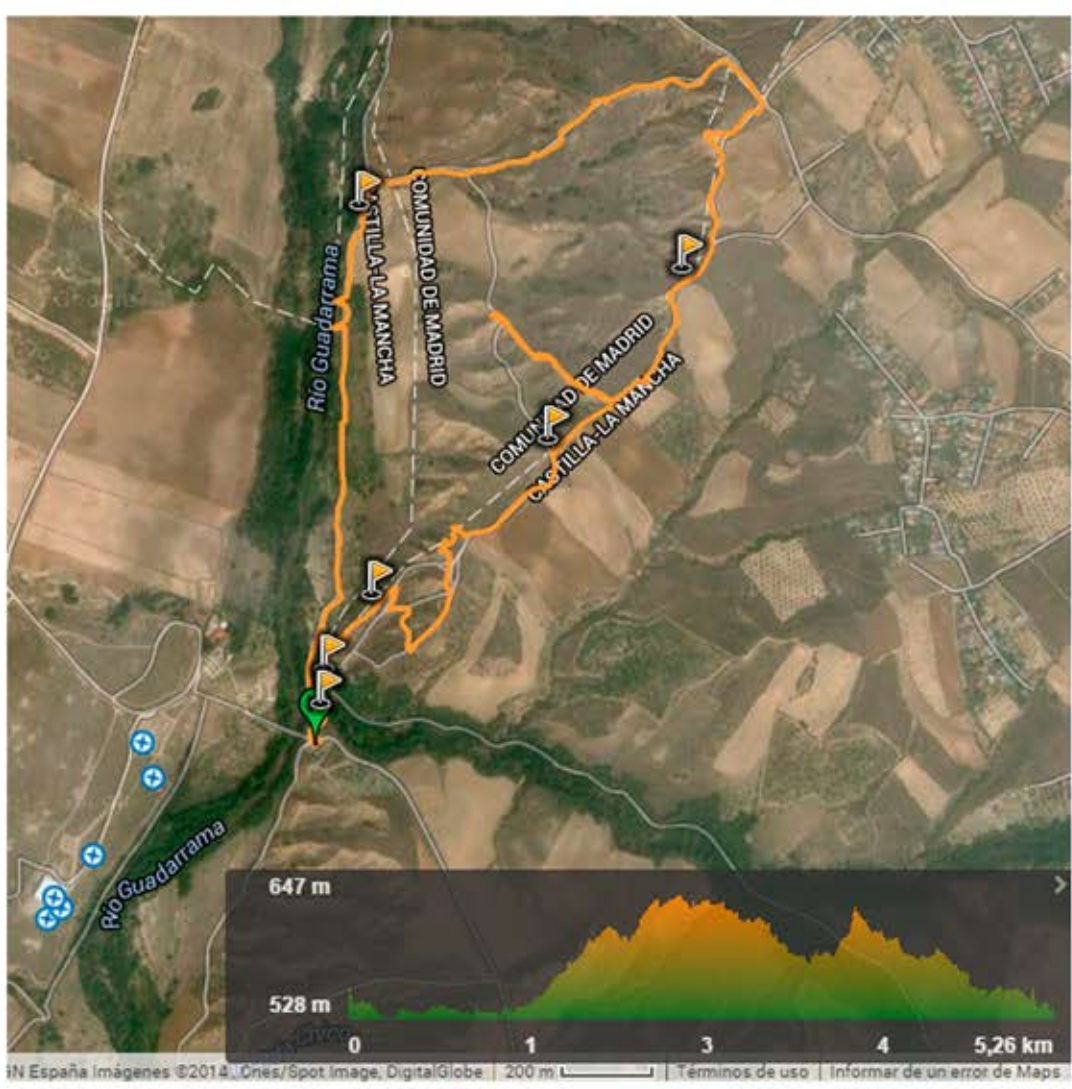 COMUNIDAD DE MADRID
CASTILLA-LA MANCHA
Río Guadarrama
COMUNIDAD DE MADRID
CASTILLA-LA MANCHA
Río Guadarrama
647 m
528 m
0 1 3 4 5,26 km
España Imágenes ©2014 , Cnes/Spot Image, DigitalGlobe 200 m Términos de uso Informar de un error de Maps